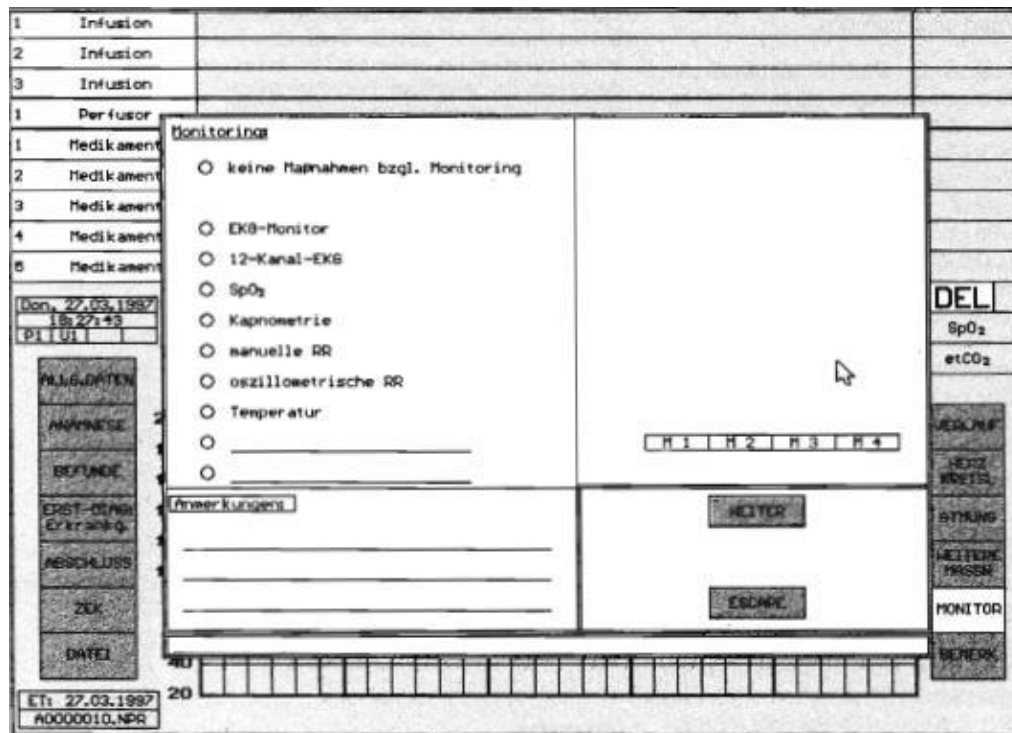 1 Infusion
2 Infusion
3 Infusion
1 Perfusor
1 Medikament
2 Medikament
3 Medikament
4 Medikament
5 Medikament
Monitoring:
keine Maßnahmen bzgl. Monitoring
EKG-Monitor
12-Kanal-EKG
SpO₂
Kapnometrie
manuelle RR
oszillometrische RR
Temperatur
M 1 M 2 M 3 M 4
Anmerkungen:
WEITER
ESCAPE
Don, 27.03.1997
18:27:43
P1 U1
ALLG.DATEN
ANAMNESE
BEFUNDE
ERST-DIAG:
Erkrankg.
ABSCHLUSS
ZEK
DATEI
ET: 27.03.1997
A0000010.NPR
DEL
SpO₂
etCO₂
VERLAUF
HERZ
KREISL
ATMUNG
WEITERE
MASSN
MONITOR
BEMERK
2
40
20